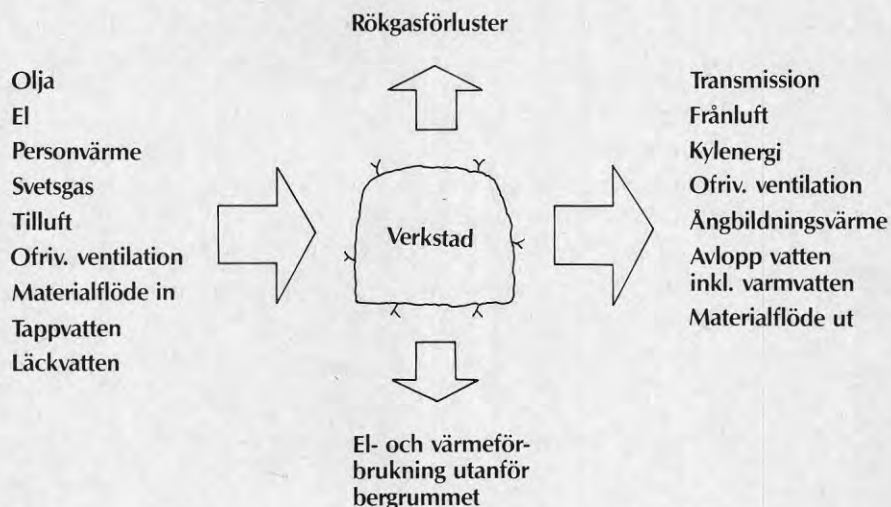 Rökgasförluster
Olja
El
Personvärme
Svetsgas
Tilluft
Ofriv. ventilation
Materialflöde in
Tappvatten
Läckvatten
Verkstad
Transmission
Frånluft
Kylenergi
Ofriv. ventilation
Ångbildningsvärme
Avlopp vatten
inkl. varmvatten
Materialflöde ut
El- och värmeför-
brukning utanför
bergrummet